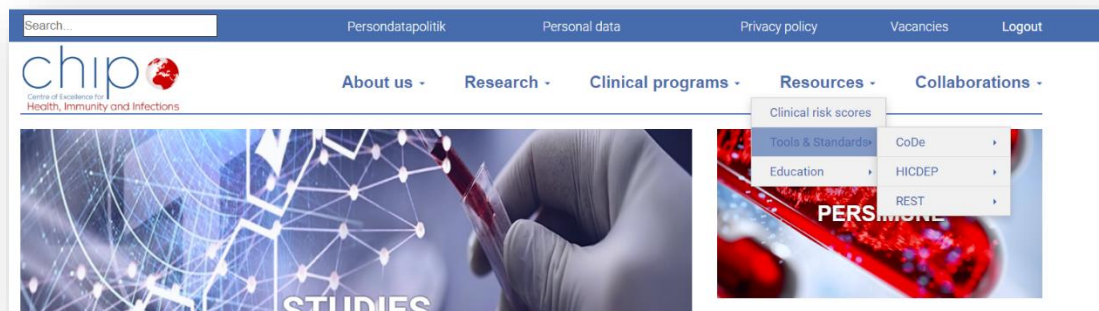 Search...
Persondatapolitik Personal data Privacy policy Vacancies Logout
chip
Centre of Excellence for
Health, Immunity and Infections
About us Research Clinical programs Resources Collaborations
Clinical risk scores
Tools & Standards
Education
CoDe
HICDEP
REST
STUDIES
PERSIMUNE